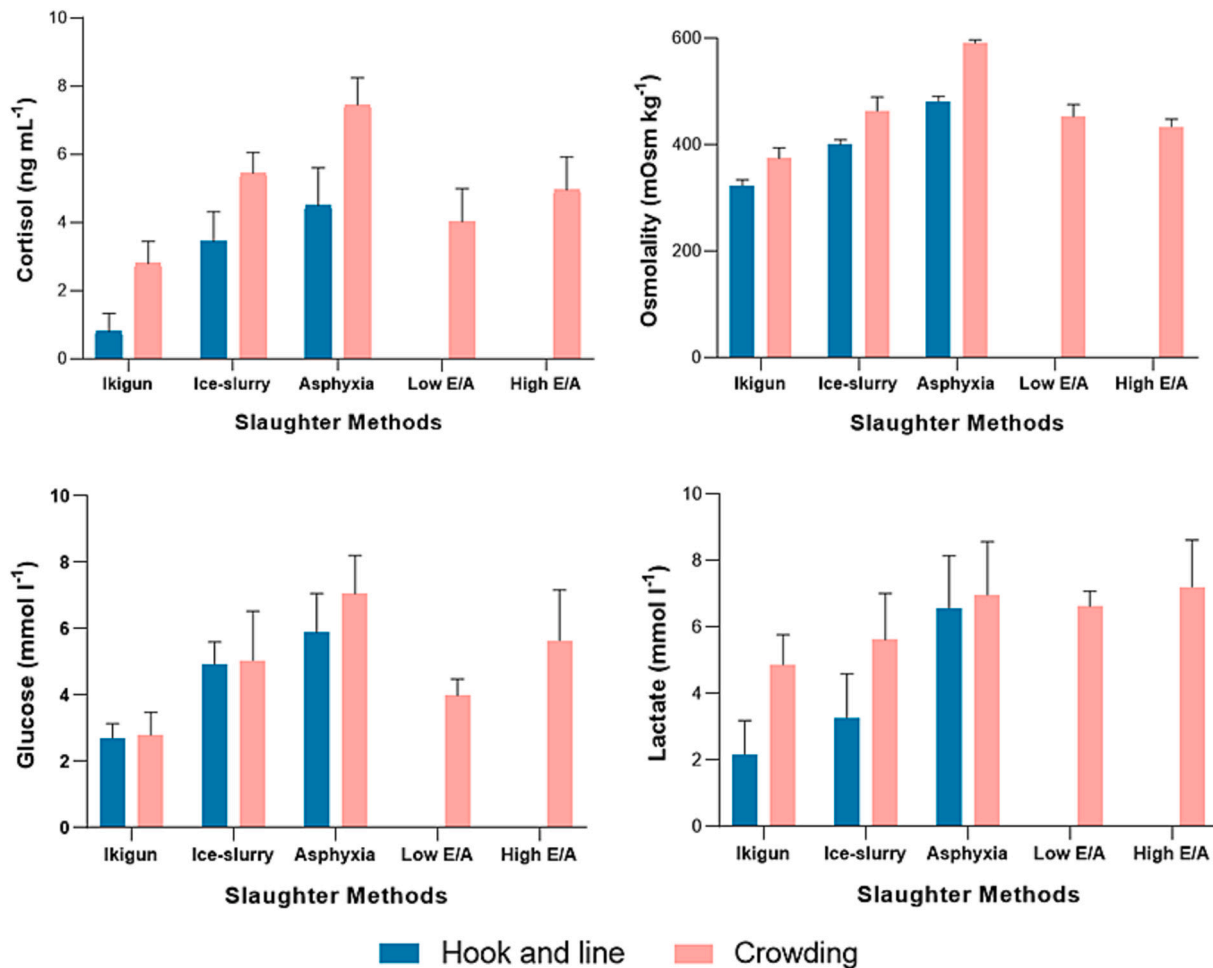 10
8
6
4
2
0
Cortisol (ng mL⁻¹)
Ikigun Ice-slurry Asphyxia Low E/A High E/A
Slaughter Methods
600
400
200
0
Osmolality (mOsm kg⁻¹)
Ikigun Ice-slurry Asphyxia Low E/A High E/A
Slaughter Methods
10
8
6
4
2
0
Glucose (mmol l⁻¹)
Ikigun Ice-slurry Asphyxia Low E/A High E/A
Slaughter Methods
10
8
6
4
2
0
Lactate (mmol l⁻¹)
Ikigun Ice-slurry Asphyxia Low E/A High E/A
Slaughter Methods
Hook and line Crowding